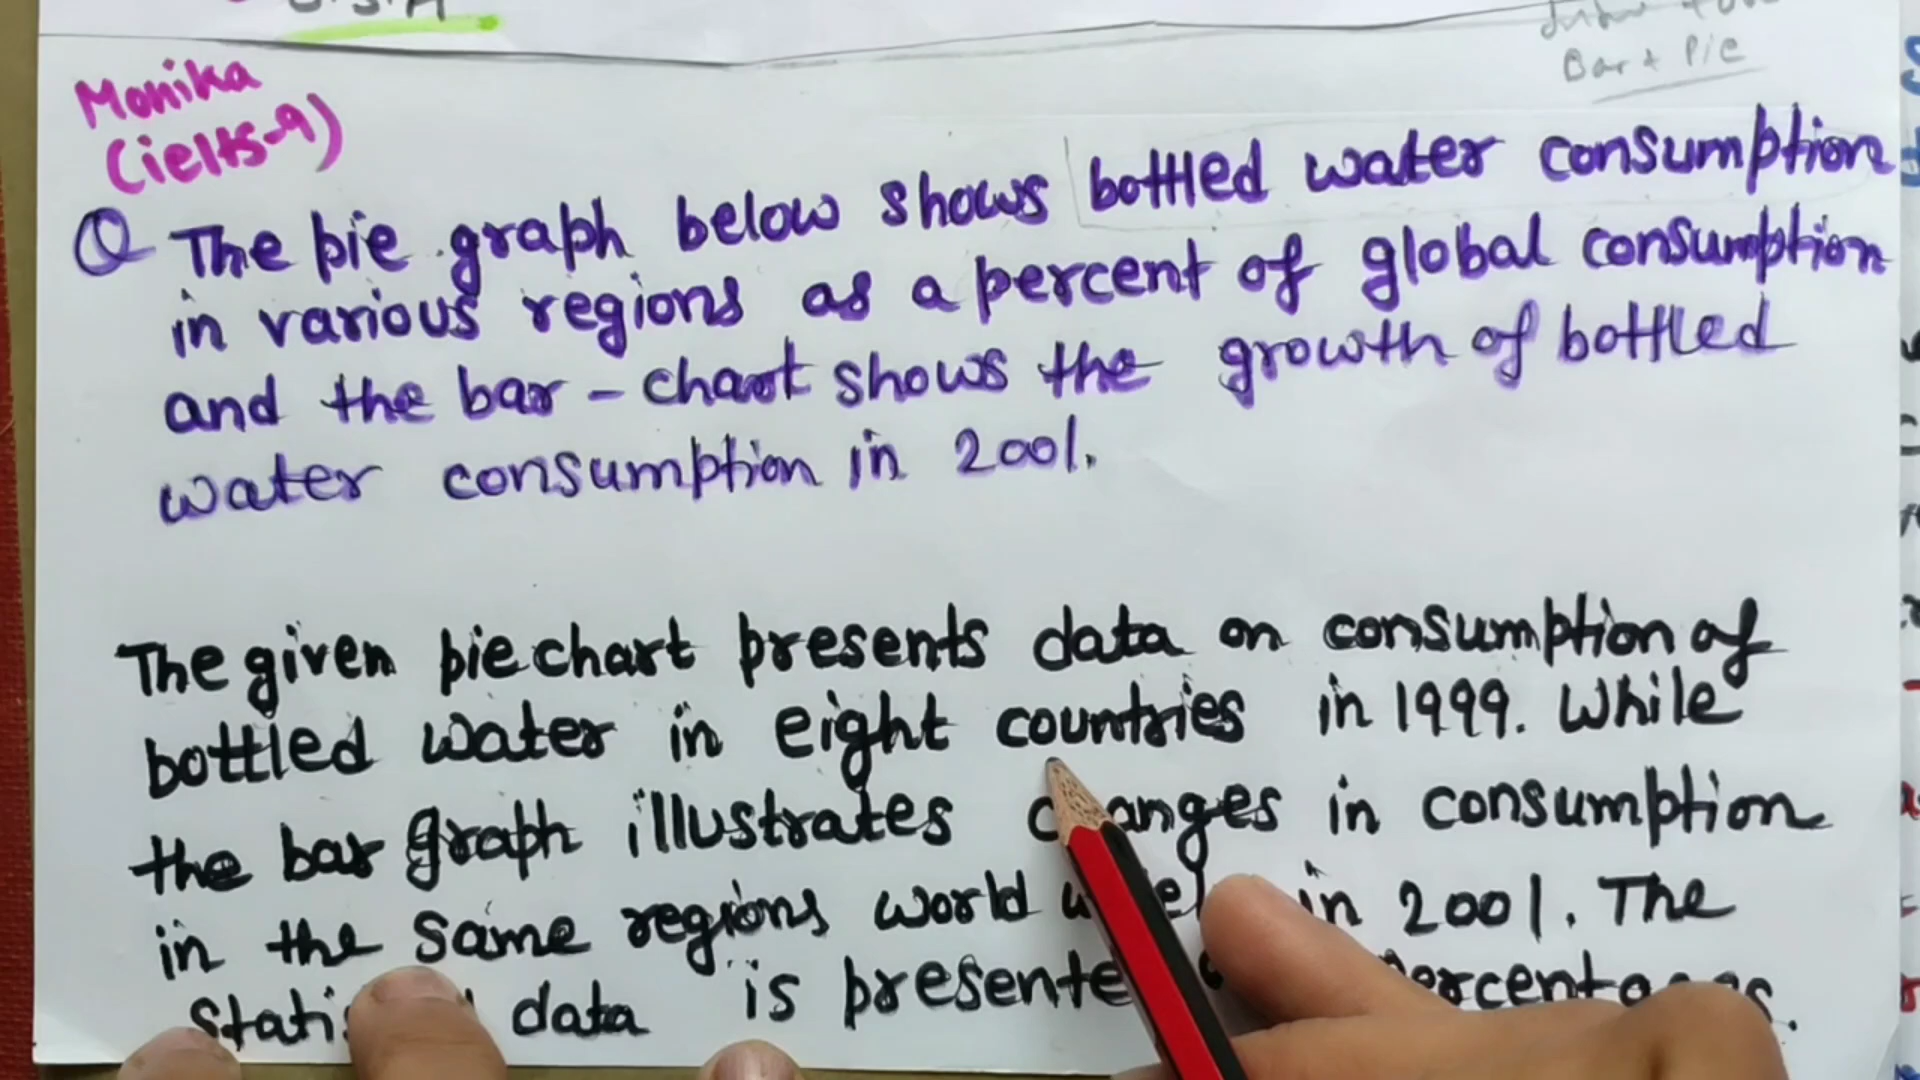 U.S.A
Bar + Pie
Monika
(ielts-9)
Q The pie graph below shows bottled water consumption
in various regions as a percent of global consumption
and the bar-chart shows the growth of bottled
water consumption in 2001.
The given pie chart presents data on consumption of
bottled water in eight countries in 1999. While
the bar graph illustrates changes in consumption
in the same regions world in 2001. The
data is